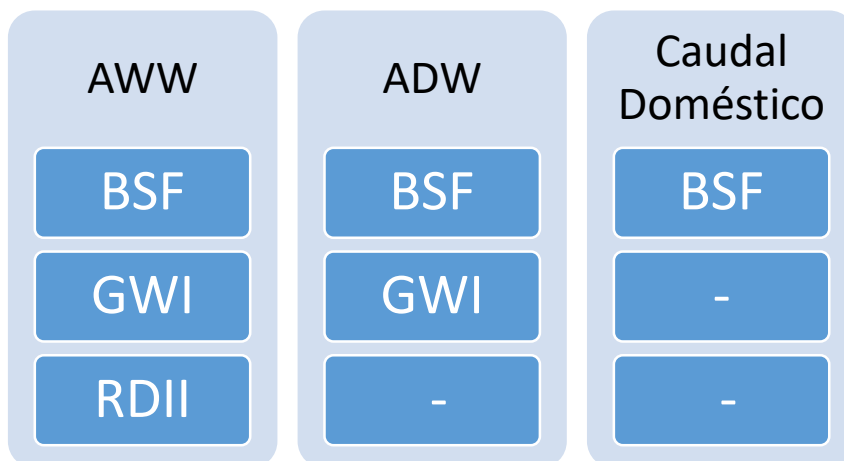 AWW
BSF
GWI
RDII
ADW
BSF
GWI
-
Caudal
Doméstico
BSF
-
-